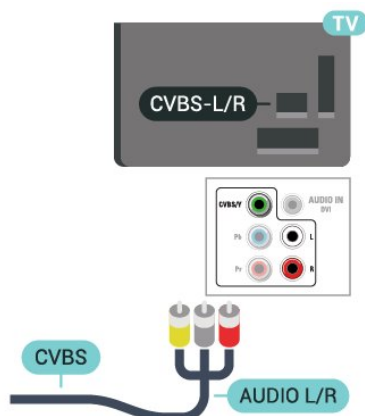 TV
CVBS-L/R
CVBS/Y
AUDIO IN
DVI
Pb
L
Pr
R
CVBS
AUDIO L/R